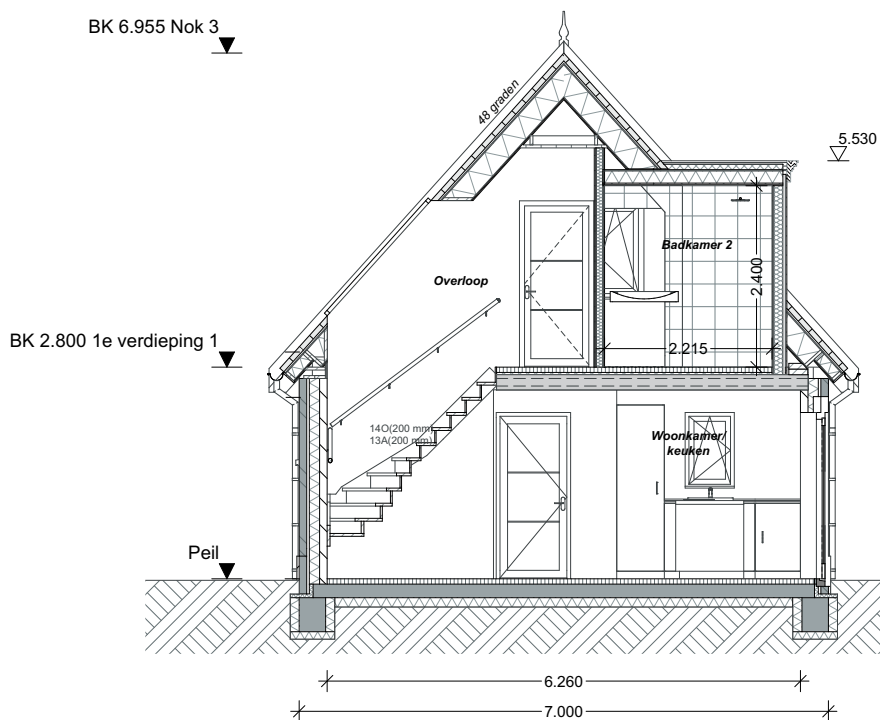 BK 6.955 Nok 3
48 graden
5.530
Badkamer 2
Overloop
2.400
BK 2.800 1e verdieping 1
2.215
14O(200 mm)
13A(200 mm)
Woonkamer/
keuken
Peil
6.260
7.000